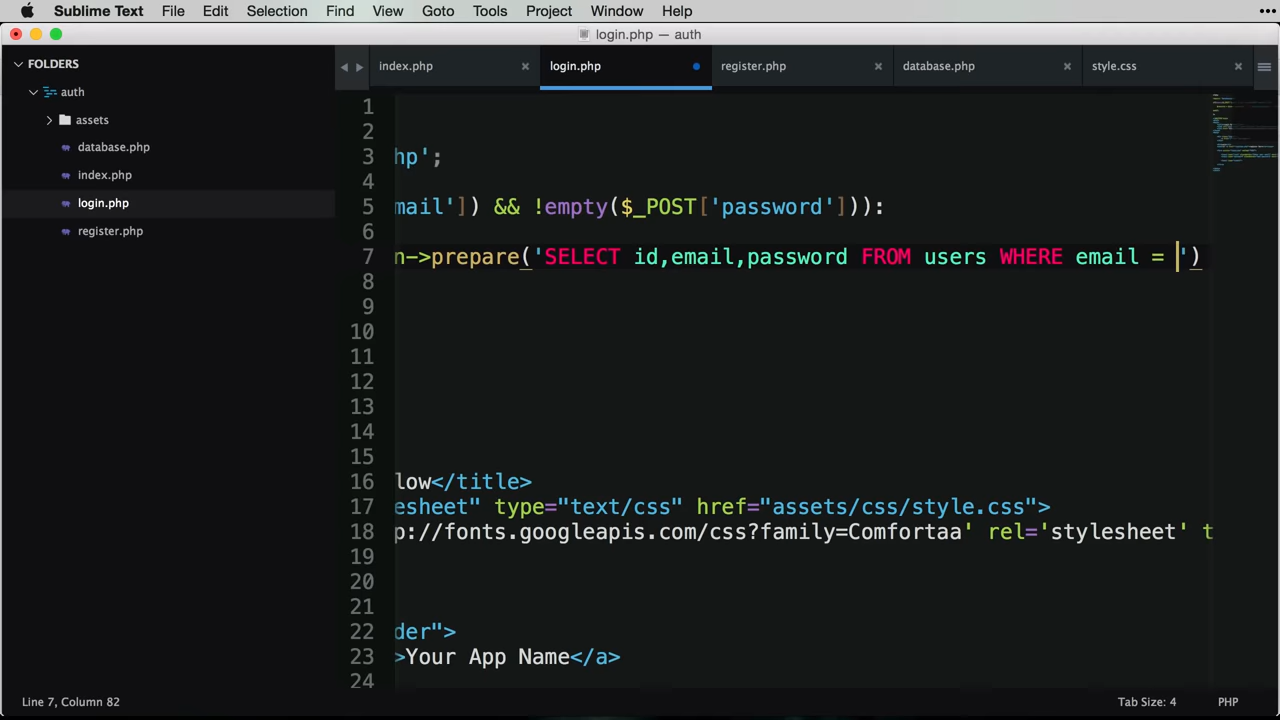 Sublime Text File Edit Selection Find View Goto Tools Project Window Help
login.php — auth
FOLDERS
auth
assets
database.php
index.php
login.php
register.php
index.php login.php register.php database.php style.css
1
2
3 hp';
4
5 mail']) && !empty($_POST['password'])):
6
7 n->prepare('SELECT id,email,password FROM users WHERE email = ')
8
9
10
11
12
13
14
15
16 low</title>
17 esheet" type="text/css" href="assets/css/style.css">
18 p://fonts.googleapis.com/css?family=Comfortaa' rel='stylesheet' t
19
20
21
22 der">
23 >Your App Name</a>
24
Line 7, Column 82 Tab Size: 4 PHP